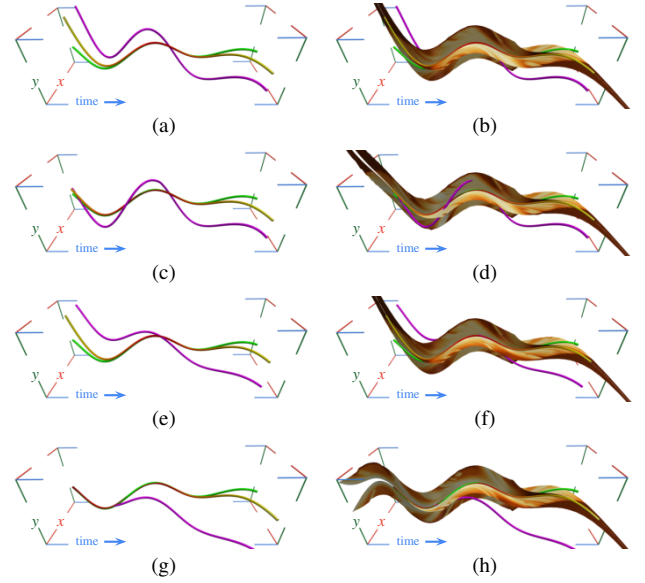 y x
time
y x
time
(a) (b)
y x
time
y x
time
(c) (d)
y x
time
y x
time
(e) (f)
y x
time
y x
time
(g) (h)